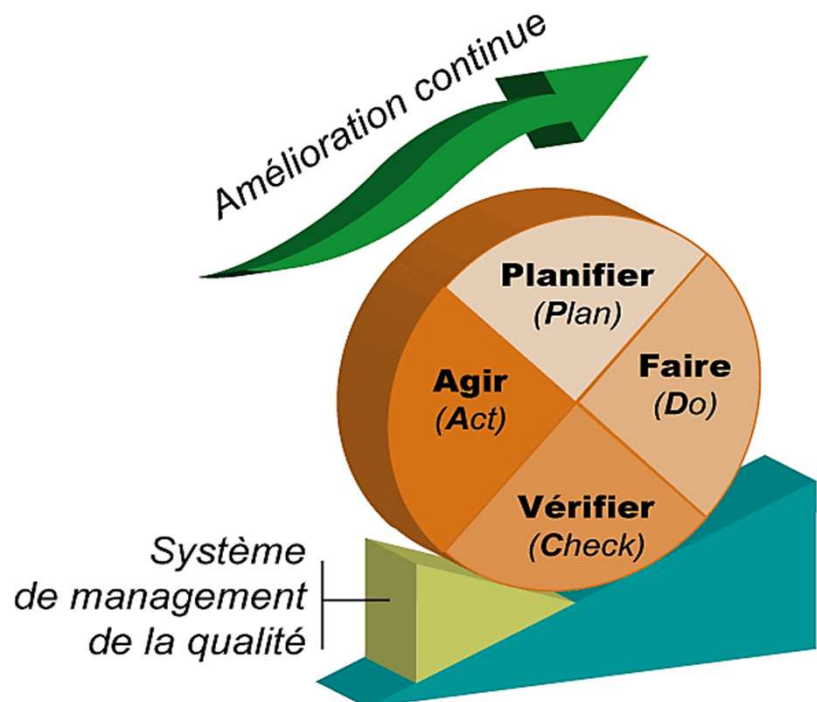 Amélioration continue
Planifier
(Plan)
Faire
(Do)
Agir
(Act)
Vérifier
(Check)
Système
de management
de la qualité